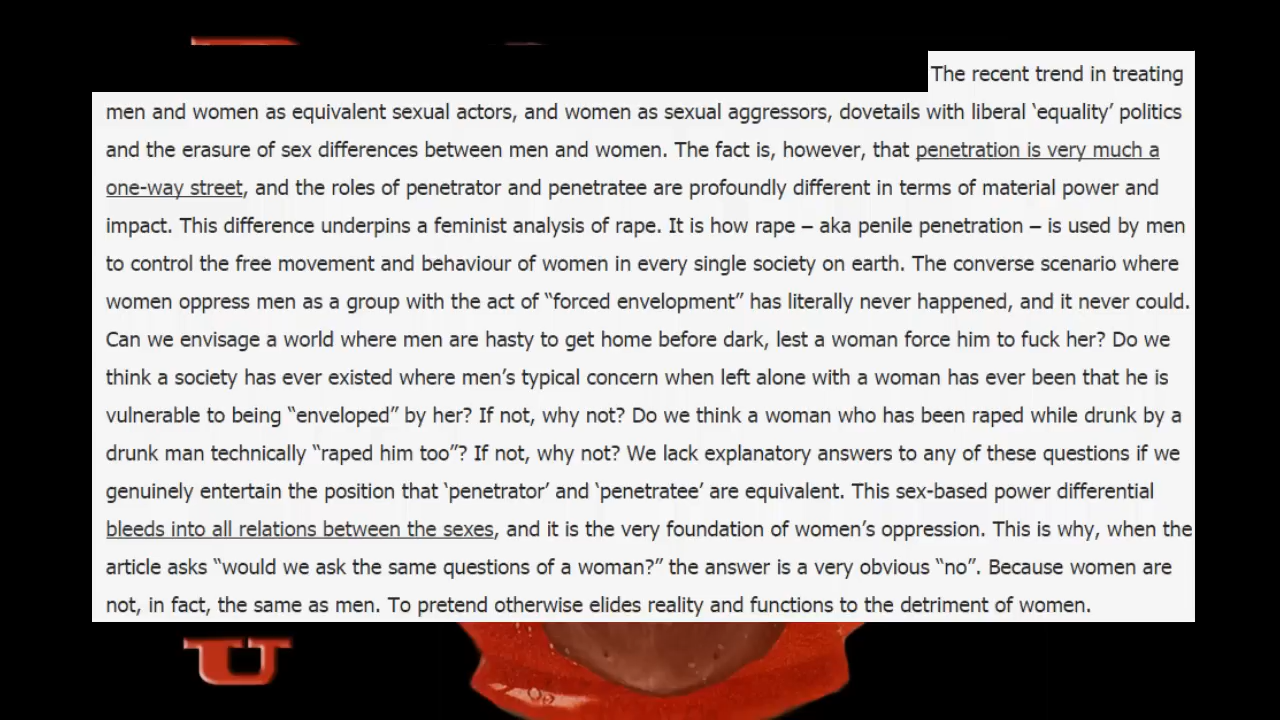 The recent trend in treating
men and women as equivalent sexual actors, and women as sexual aggressors, dovetails with liberal ‘equality’ politics
and the erasure of sex differences between men and women. The fact is, however, that penetration is very much a
one-way street, and the roles of penetrator and penetratee are profoundly different in terms of material power and
impact. This difference underpins a feminist analysis of rape. It is how rape – aka penile penetration – is used by men
to control the free movement and behaviour of women in every single society on earth. The converse scenario where
women oppress men as a group with the act of “forced envelopment” has literally never happened, and it never could.
Can we envisage a world where men are hasty to get home before dark, lest a woman force him to fuck her? Do we
think a society has ever existed where men’s typical concern when left alone with a woman has ever been that he is
vulnerable to being “enveloped” by her? If not, why not? Do we think a woman who has been raped while drunk by a
drunk man technically “raped him too”? If not, why not? We lack explanatory answers to any of these questions if we
genuinely entertain the position that ‘penetrator’ and ‘penetratee’ are equivalent. This sex-based power differential
bleeds into all relations between the sexes, and it is the very foundation of women’s oppression. This is why, when the
article asks “would we ask the same questions of a woman?” the answer is a very obvious “no”. Because women are
not, in fact, the same as men. To pretend otherwise elides reality and functions to the detriment of women.